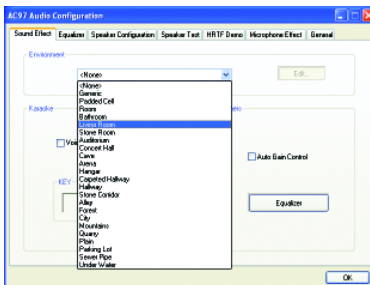 AC97 Audio Configuration
Sound Effect Equalizer Speaker Configuration Speaker Test HRTF Demo Microphone Effect General
Environment
<None>
Edit...
<None>
Generic
Padded Cell
Room
Bathroom
Living Room
Stone Room
Auditorium
Concert Hall
Cave
Arena
Hangar
Carpeted Hallway
Hallway
Stone Corridor
Alley
Forest
City
Mountains
Quarry
Plain
Parking Lot
Sewer Pipe
Under Water
Karaoke
Auto Gain Control
KEY
Equalizer
OK